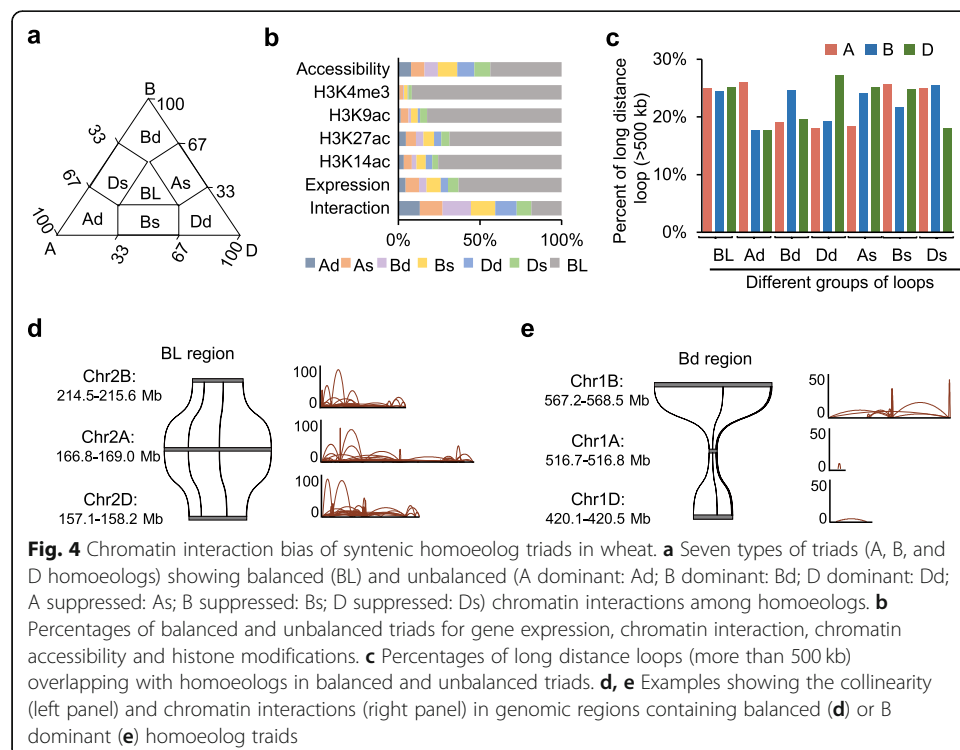 a
B
100
33
Bd
67
67
Ds
As
33
BL
100
Ad
Bs
Dd
A
33
67
100
D
b
Accessibility
H3K4me3
H3K9ac
H3K27ac
H3K14ac
Expression
Interaction
0% 50% 100%
Ad As Bd Bs Dd Ds BL
c
A B D
Percent of long distance
loop (>500 kb)
30%
20%
10%
0%
BL Ad Bd Dd As Bs Ds
Different groups of loops
d
BL region
Chr2B:
214.5-215.6 Mb
Chr2A:
166.8-169.0 Mb
Chr2D:
157.1-158.2 Mb
100
0
100
0
100
0
e
Bd region
Chr1B:
567.2-568.5 Mb
Chr1A:
516.7-516.8 Mb
Chr1D:
420.1-420.5 Mb
50
0
50
0
50
0
Fig. 4 Chromatin interaction bias of syntenic homoeolog triads in wheat. a Seven types of triads (A, B, and
D homoeologs) showing balanced (BL) and unbalanced (A dominant: Ad; B dominant: Bd; D dominant: Dd;
A suppressed: As; B suppressed: Bs; D suppressed: Ds) chromatin interactions among homoeologs. b
Percentages of balanced and unbalanced triads for gene expression, chromatin interaction, chromatin
accessibility and histone modifications. c Percentages of long distance loops (more than 500 kb)
overlapping with homoeologs in balanced and unbalanced triads. d, e Examples showing the collinearity
(left panel) and chromatin interactions (right panel) in genomic regions containing balanced (d) or B
dominant (e) homoeolog traids